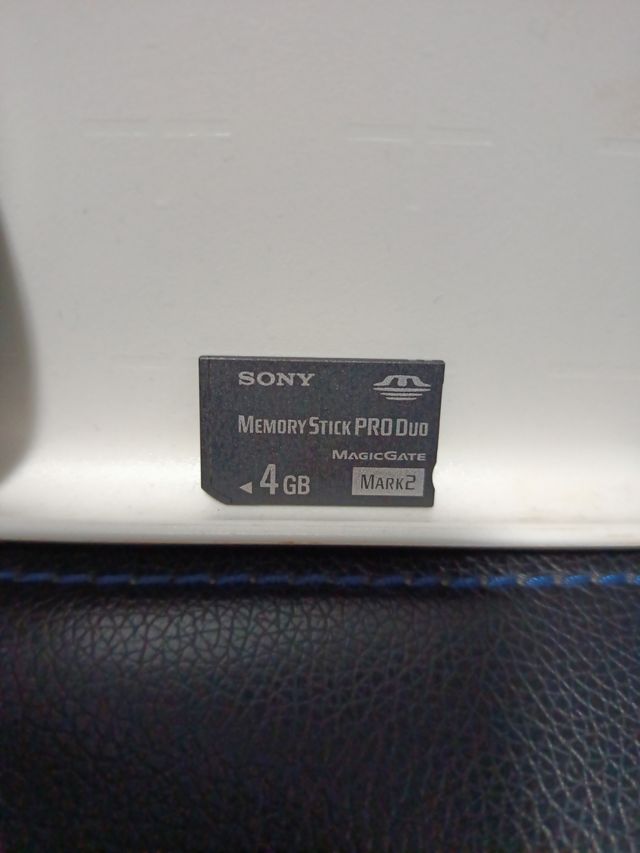 SONY
MEMORY STICK PRO DUO
MAGICGATE
4GB
MARK2